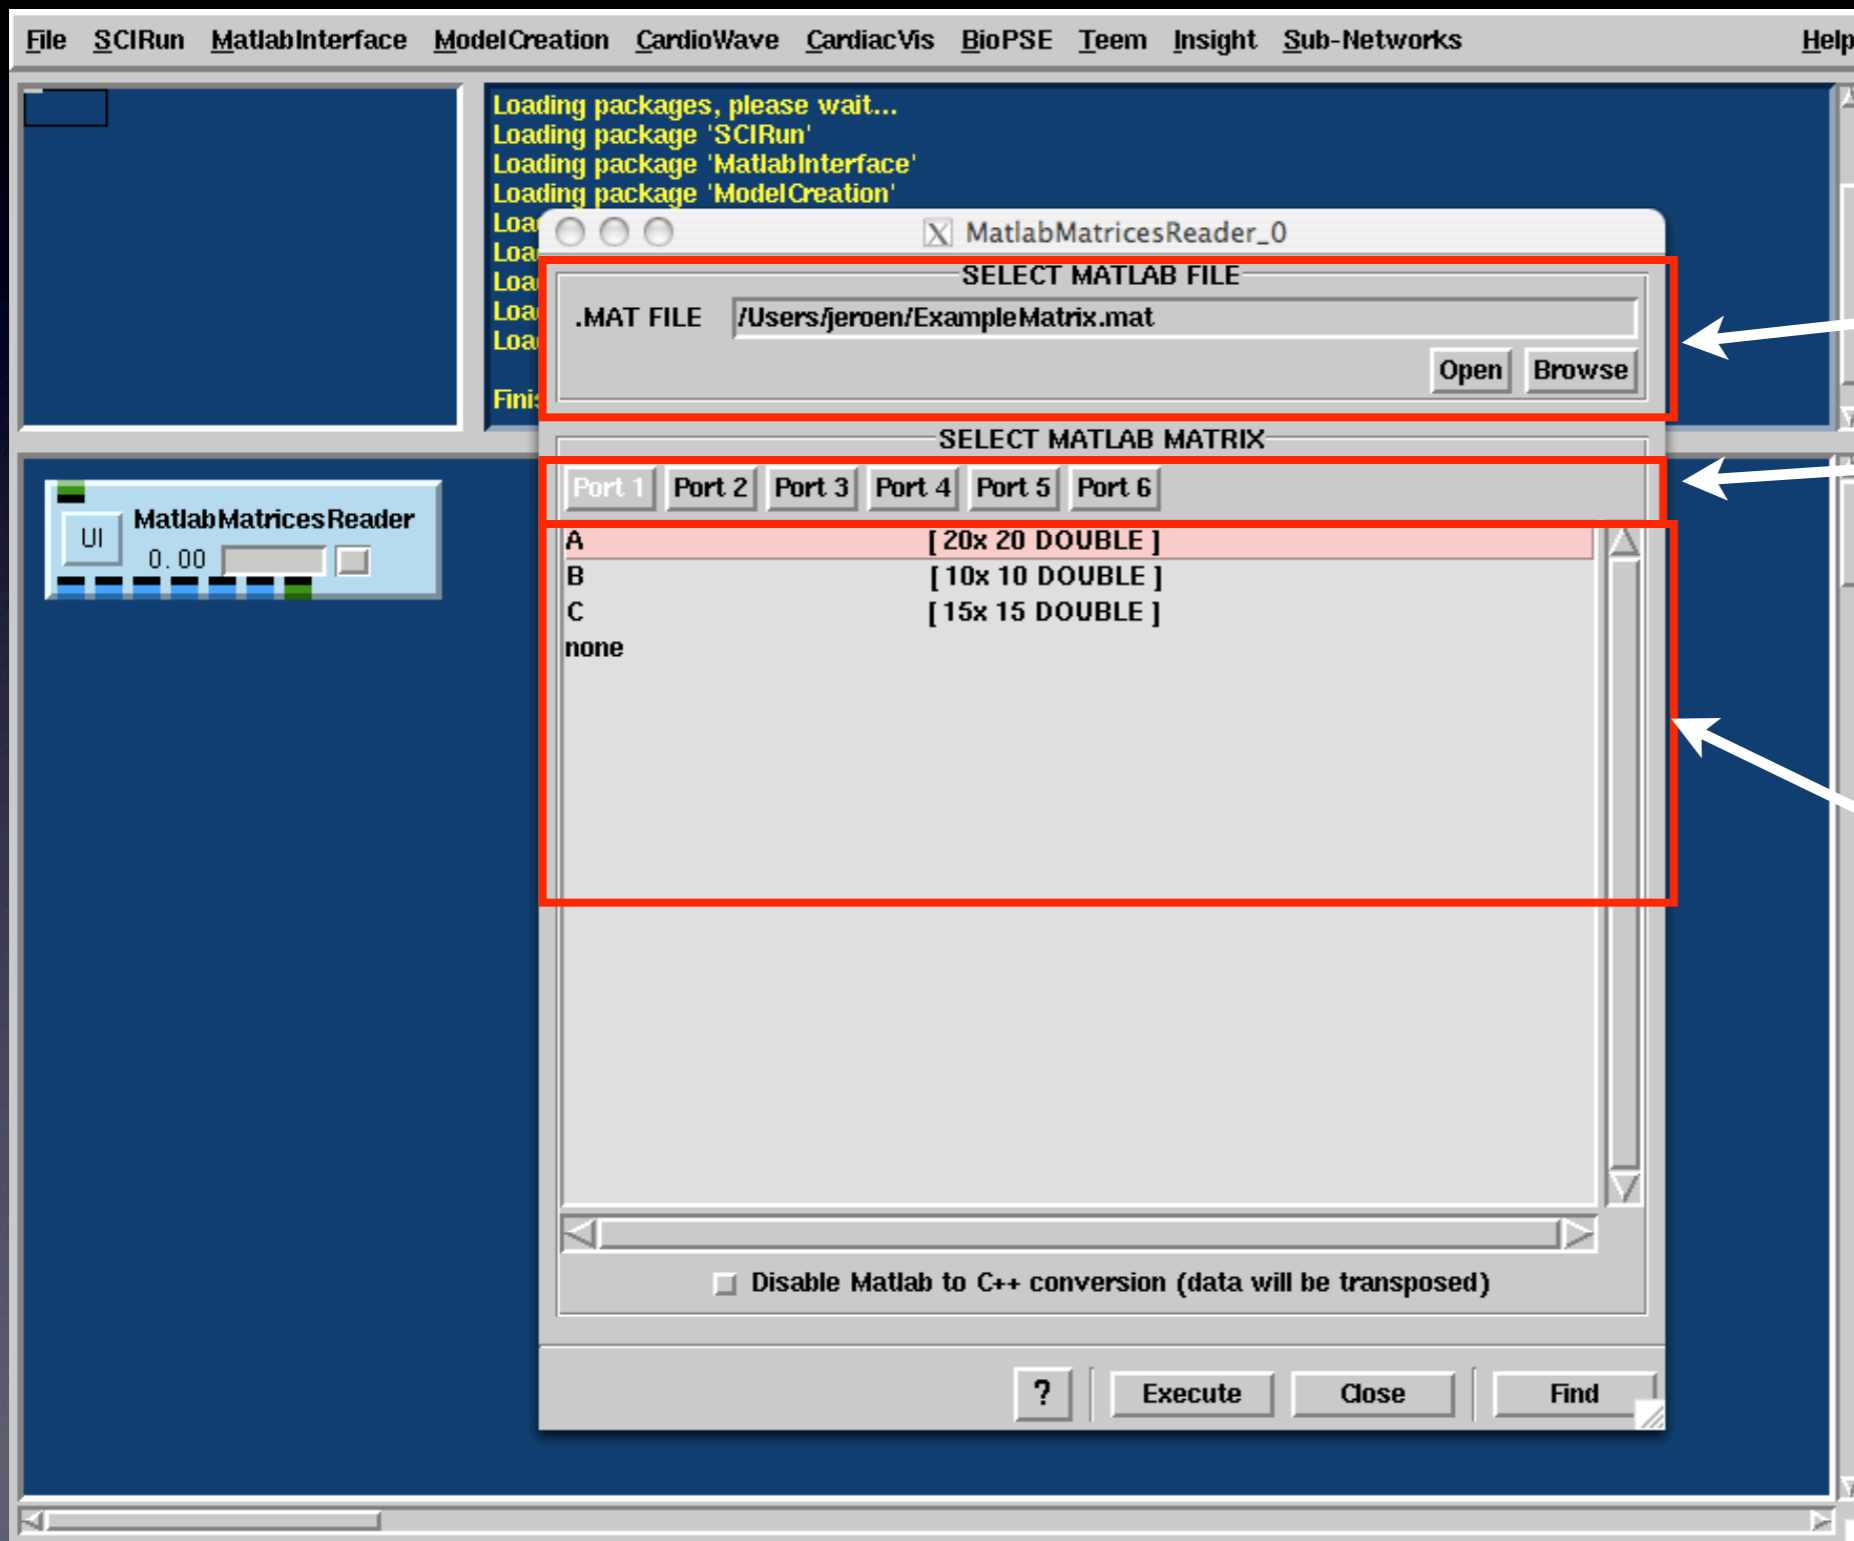 File SCIRun MatlabInterface ModelCreation CardioWave CardiacVis BioPSE Teem Insight Sub-Networks Help
Loading packages, please wait...
Loading package 'SCIRun'
Loading package 'MatlabInterface'
Loading package 'ModelCreation'
MatlabMatricesReader_0
SELECT MATLAB FILE
.MAT FILE /Users/jeroen/ExampleMatrix.mat
Open Browse
SELECT MATLAB MATRIX
Port 1 Port 2 Port 3 Port 4 Port 5 Port 6
UI MatlabMatricesReader
0.00
A [ 20x 20 DOUBLE ]
B [ 10x 10 DOUBLE ]
C [ 15x 15 DOUBLE ]
none
Disable Matlab to C++ conversion (data will be transposed)
? Execute Close Find